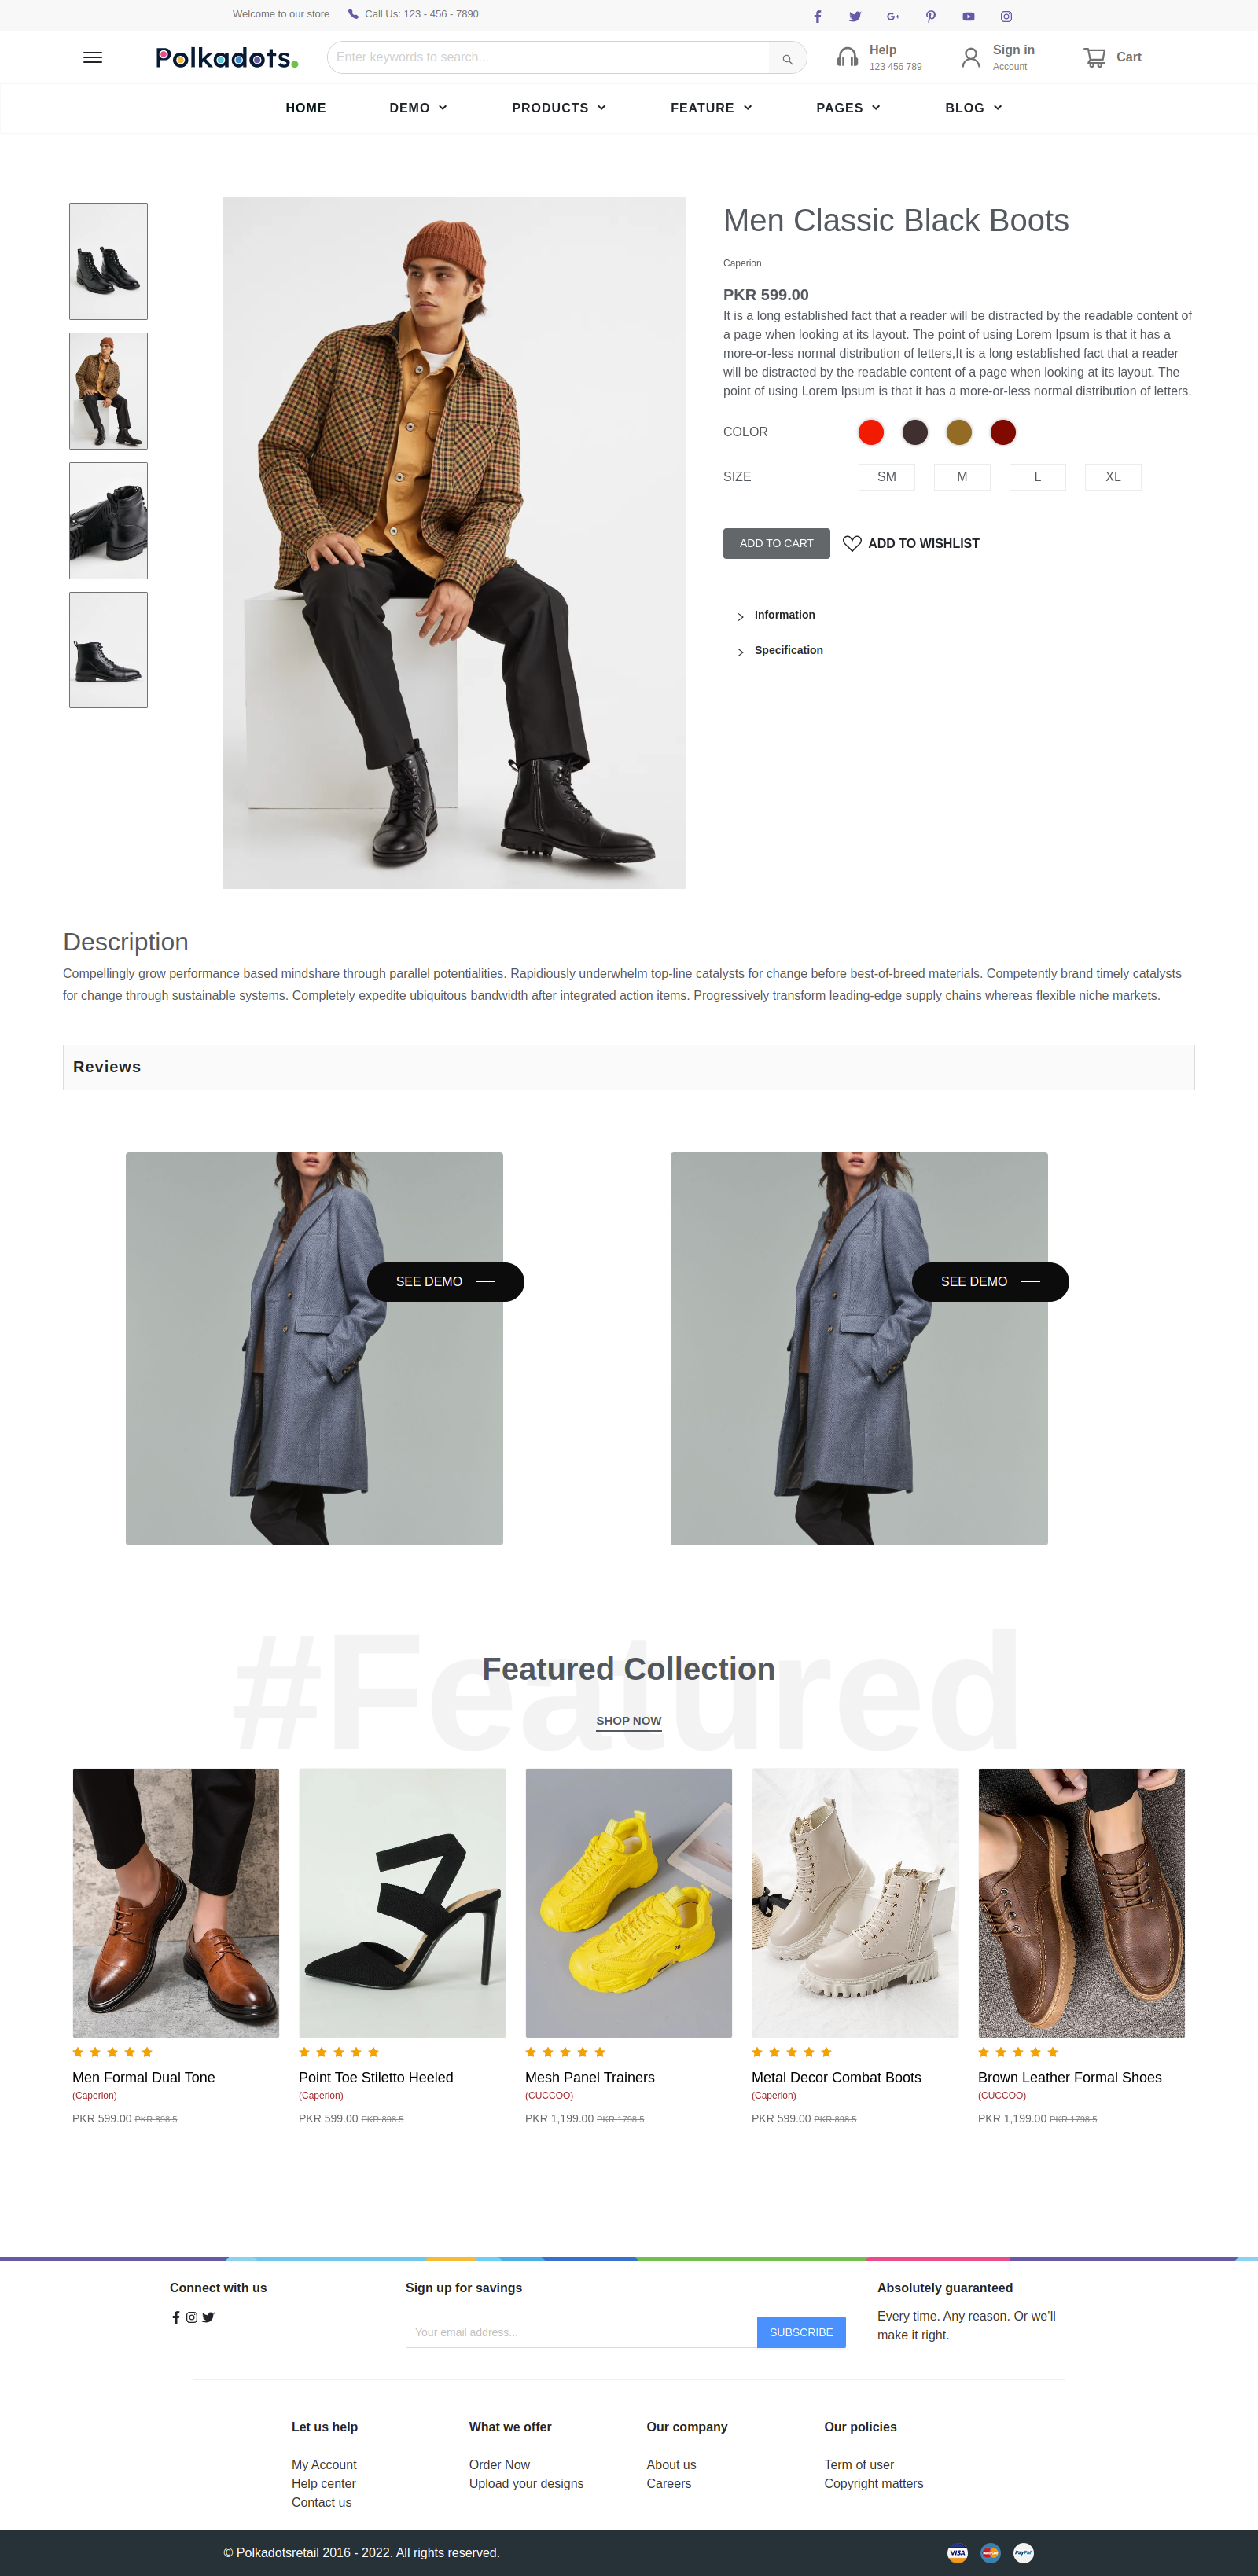 Welcome to our store
Call Us: 123 - 456 - 7890
Polkadots.
Enter keywords to search...
Help
123 456 789
Sign in
Account
Cart
HOME
DEMO
PRODUCTS
FEATURE
PAGES
BLOG
Men Classic Black Boots
Caperion
PKR 599.00
It is a long established fact that a reader will be distracted by the readable content of
a page when looking at its layout. The point of using Lorem Ipsum is that it has a
more-or-less normal distribution of letters,It is a long established fact that a reader
will be distracted by the readable content of a page when looking at its layout. The
point of using Lorem Ipsum is that it has a more-or-less normal distribution of letters.
COLOR
SIZE
SM
M
L
XL
ADD TO CART
ADD TO WISHLIST
Information
Specification
Description
Compellingly grow performance based mindshare through parallel potentialities. Rapidiously underwhelm top-line catalysts for change before best-of-breed materials. Competently brand timely catalysts
for change through sustainable systems. Completely expedite ubiquitous bandwidth after integrated action items. Progressively transform leading-edge supply chains whereas flexible niche markets.
Reviews
SEE DEMO
SEE DEMO
#Featured
Featured Collection
SHOP NOW
Men Formal Dual Tone
(Caperion)
PKR 599.00 PKR 898.5
Point Toe Stiletto Heeled
(Caperion)
PKR 599.00 PKR 898.5
Mesh Panel Trainers
(CUCCOO)
PKR 1,199.00 PKR 1798.5
Metal Decor Combat Boots
(Caperion)
PKR 599.00 PKR 898.5
Brown Leather Formal Shoes
(CUCCOO)
PKR 1,199.00 PKR 1798.5
Connect with us
Sign up for savings
Your email address...
SUBSCRIBE
Absolutely guaranteed
Every time. Any reason. Or we’ll
make it right.
Let us help
My Account
Help center
Contact us
What we offer
Order Now
Upload your designs
Our company
About us
Careers
Our policies
Term of user
Copyright matters
© Polkadotsretail 2016 - 2022. All rights reserved.
VISA
PayPal